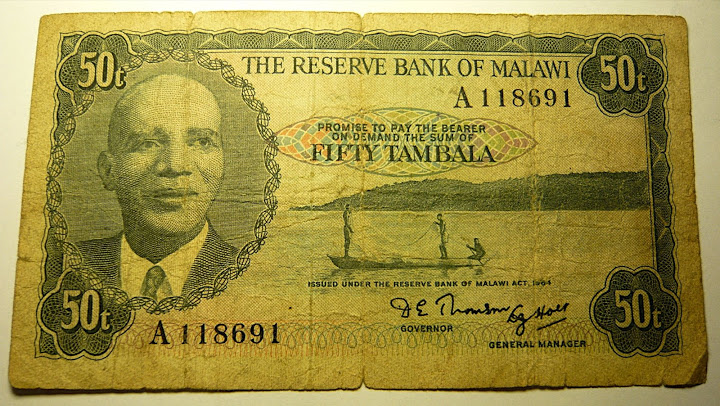 50t
THE RESERVE BANK OF MALAWI
50t
A 118691
PROMISE TO PAY THE BEARER
ON DEMAND THE SUM OF
FIFTY TAMBALA
ISSUED UNDER THE RESERVE BANK OF MALAWI ACT, 1964
50t
A 118691
D E Thomson
GOVERNOR
GENERAL MANAGER
50t